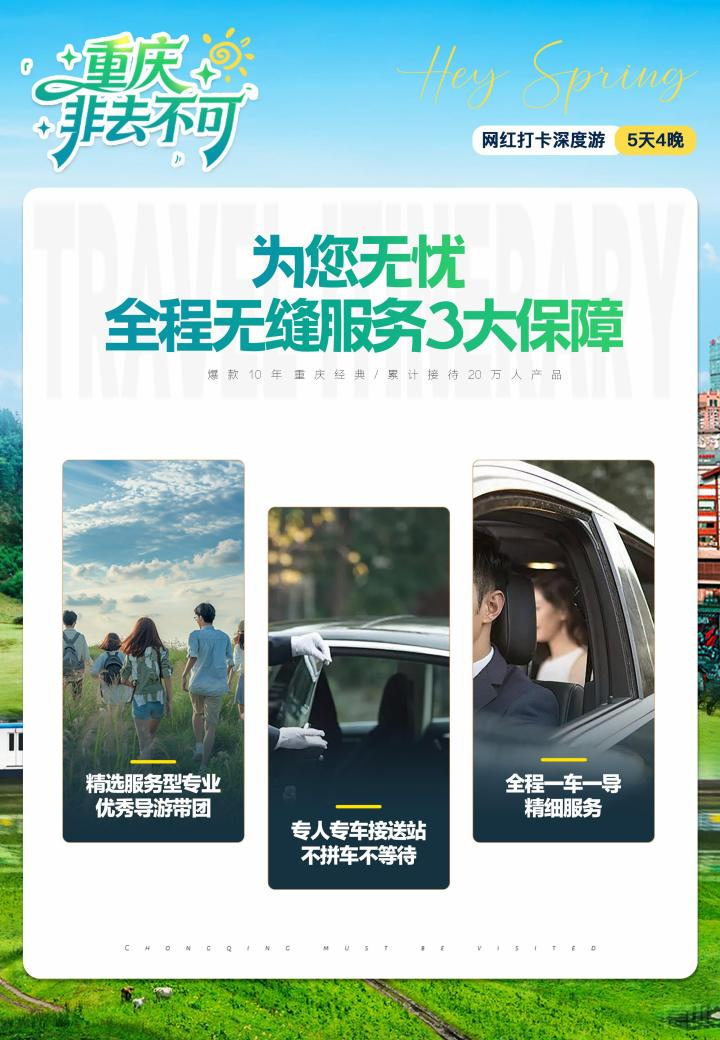 重庆
非去不可
Hey Spring
网红打卡深度游 5天4晚
TRAVEL ITINERARY
为您无忧
全程无缝服务3大保障
爆款10年重庆经典/累计接待20万人产品
精选服务型专业
优秀导游带团
专人专车接送站
不拼车不等待
全程一车一导
精细服务
CHONGQING MUST BE VISITED